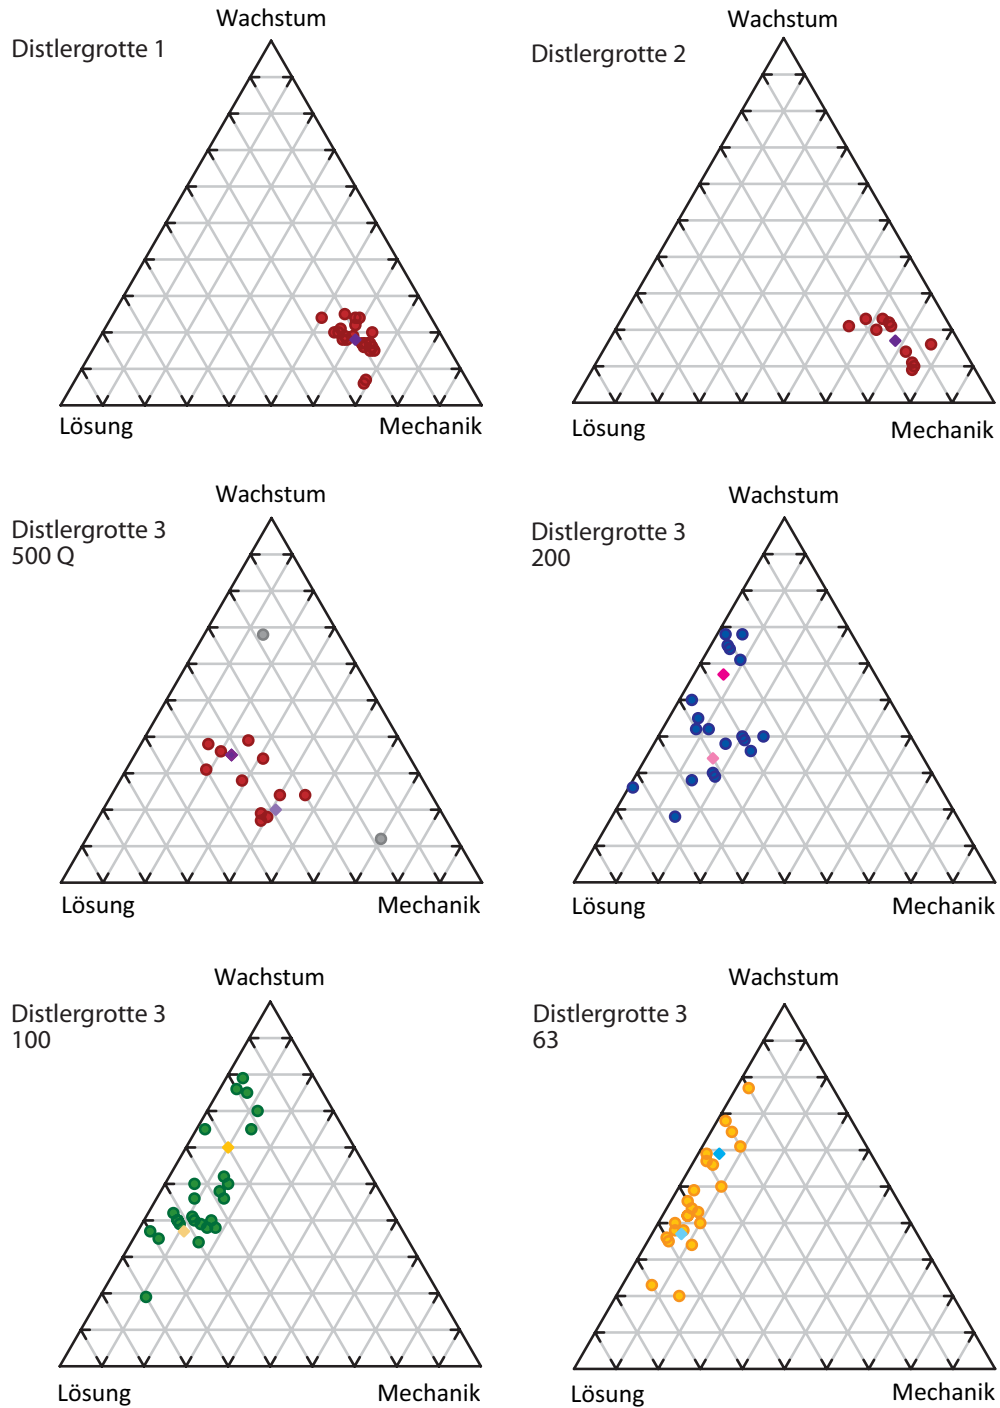 Wachstum
Distlergrotte 1
Lösung
Mechanik
Wachstum
Distlergrotte 2
Lösung
Mechanik
Wachstum
Distlergrotte 3
500 Q
Lösung
Mechanik
Wachstum
Distlergrotte 3
200
Lösung
Mechanik
Wachstum
Distlergrotte 3
100
Lösung
Mechanik
Wachstum
Distlergrotte 3
63
Lösung
Mechanik